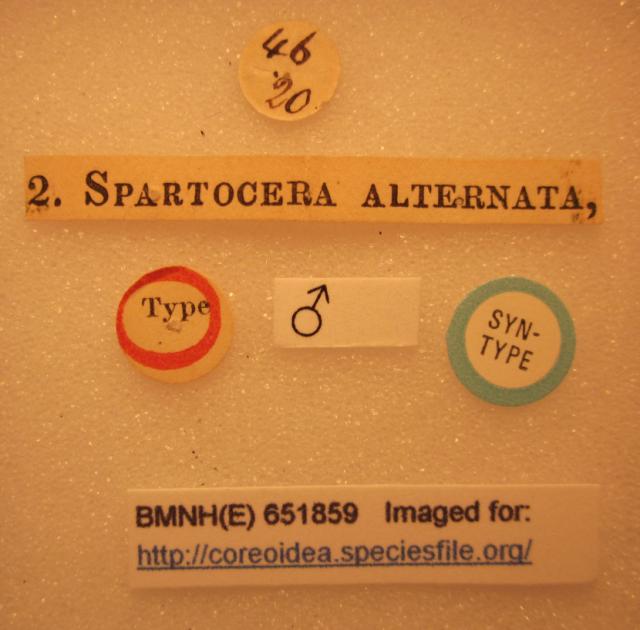 46
20
2. SPARTOCERA ALTERNATA,
Type
♂
SYN-
TYPE
BMNH(E) 651859 Imaged for:
http://coreoidea.speciesfile.org/